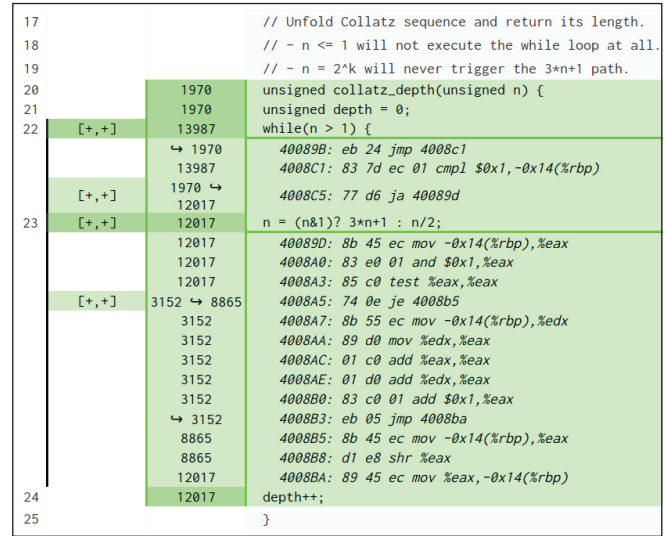 17 // Unfold Collatz sequence and return its length.
18 // - n <= 1 will not execute the while loop at all.
19 // - n = 2^k will never trigger the 3*n+1 path.
20 1970 unsigned collatz_depth(unsigned n) {
21 1970 unsigned depth = 0;
22 [+,+] 13987 while(n > 1) {
↪ 1970 40089B: eb 24 jmp 4008c1
13987 4008C1: 83 7d ec 01 cmpl $0x1,-0x14(%rbp)
[+,+] 1970 ↪ 12017 4008C5: 77 d6 ja 40089d
23 [+,+] 12017 n = (n&1)? 3*n+1 : n/2;
12017 40089D: 8b 45 ec mov -0x14(%rbp),%eax
12017 4008A0: 83 e0 01 and $0x1,%eax
12017 4008A3: 85 c0 test %eax,%eax
[+,+] 3152 ↪ 8865 4008A5: 74 0e je 4008b5
3152 4008A7: 8b 55 ec mov -0x14(%rbp),%edx
3152 4008AA: 89 d0 mov %edx,%eax
3152 4008AC: 01 c0 add %eax,%eax
3152 4008AE: 01 d0 add %edx,%eax
3152 4008B0: 83 c0 01 add $0x1,%eax
↪ 3152 4008B3: eb 05 jmp 4008ba
8865 4008B5: 8b 45 ec mov -0x14(%rbp),%eax
8865 4008B8: d1 e8 shr %eax
12017 4008BA: 89 45 ec mov %eax,-0x14(%rbp)
24 12017 depth++;
25 }